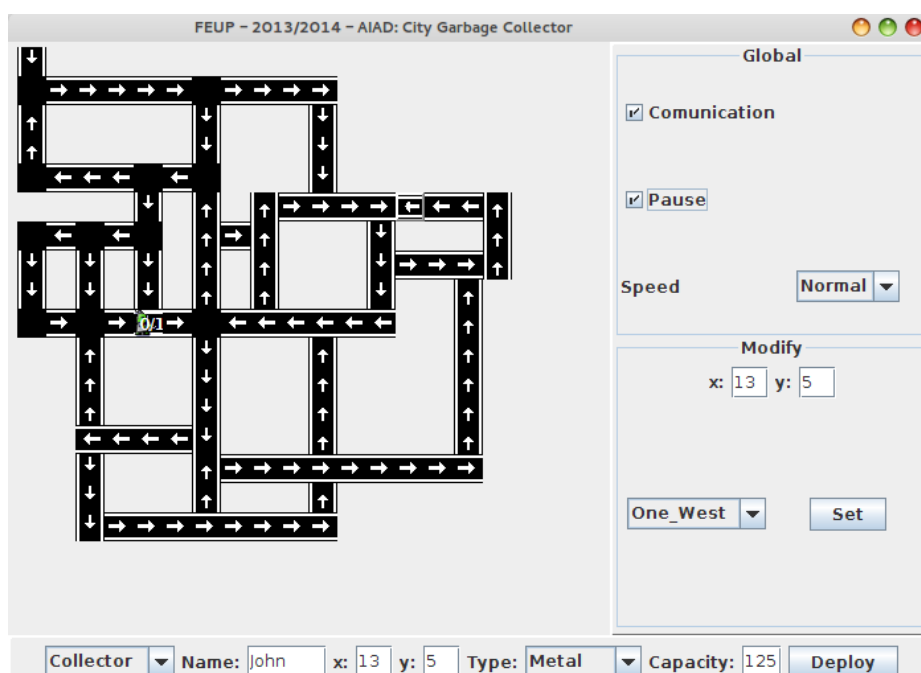 FEUP – 2013/2014 – AIAD: City Garbage Collector
Global
Comunication
Pause
Speed Normal
Modify
x: 13 y: 5
One_West Set
0/1
Collector Name: John x: 13 y: 5 Type: Metal Capacity: 125 Deploy